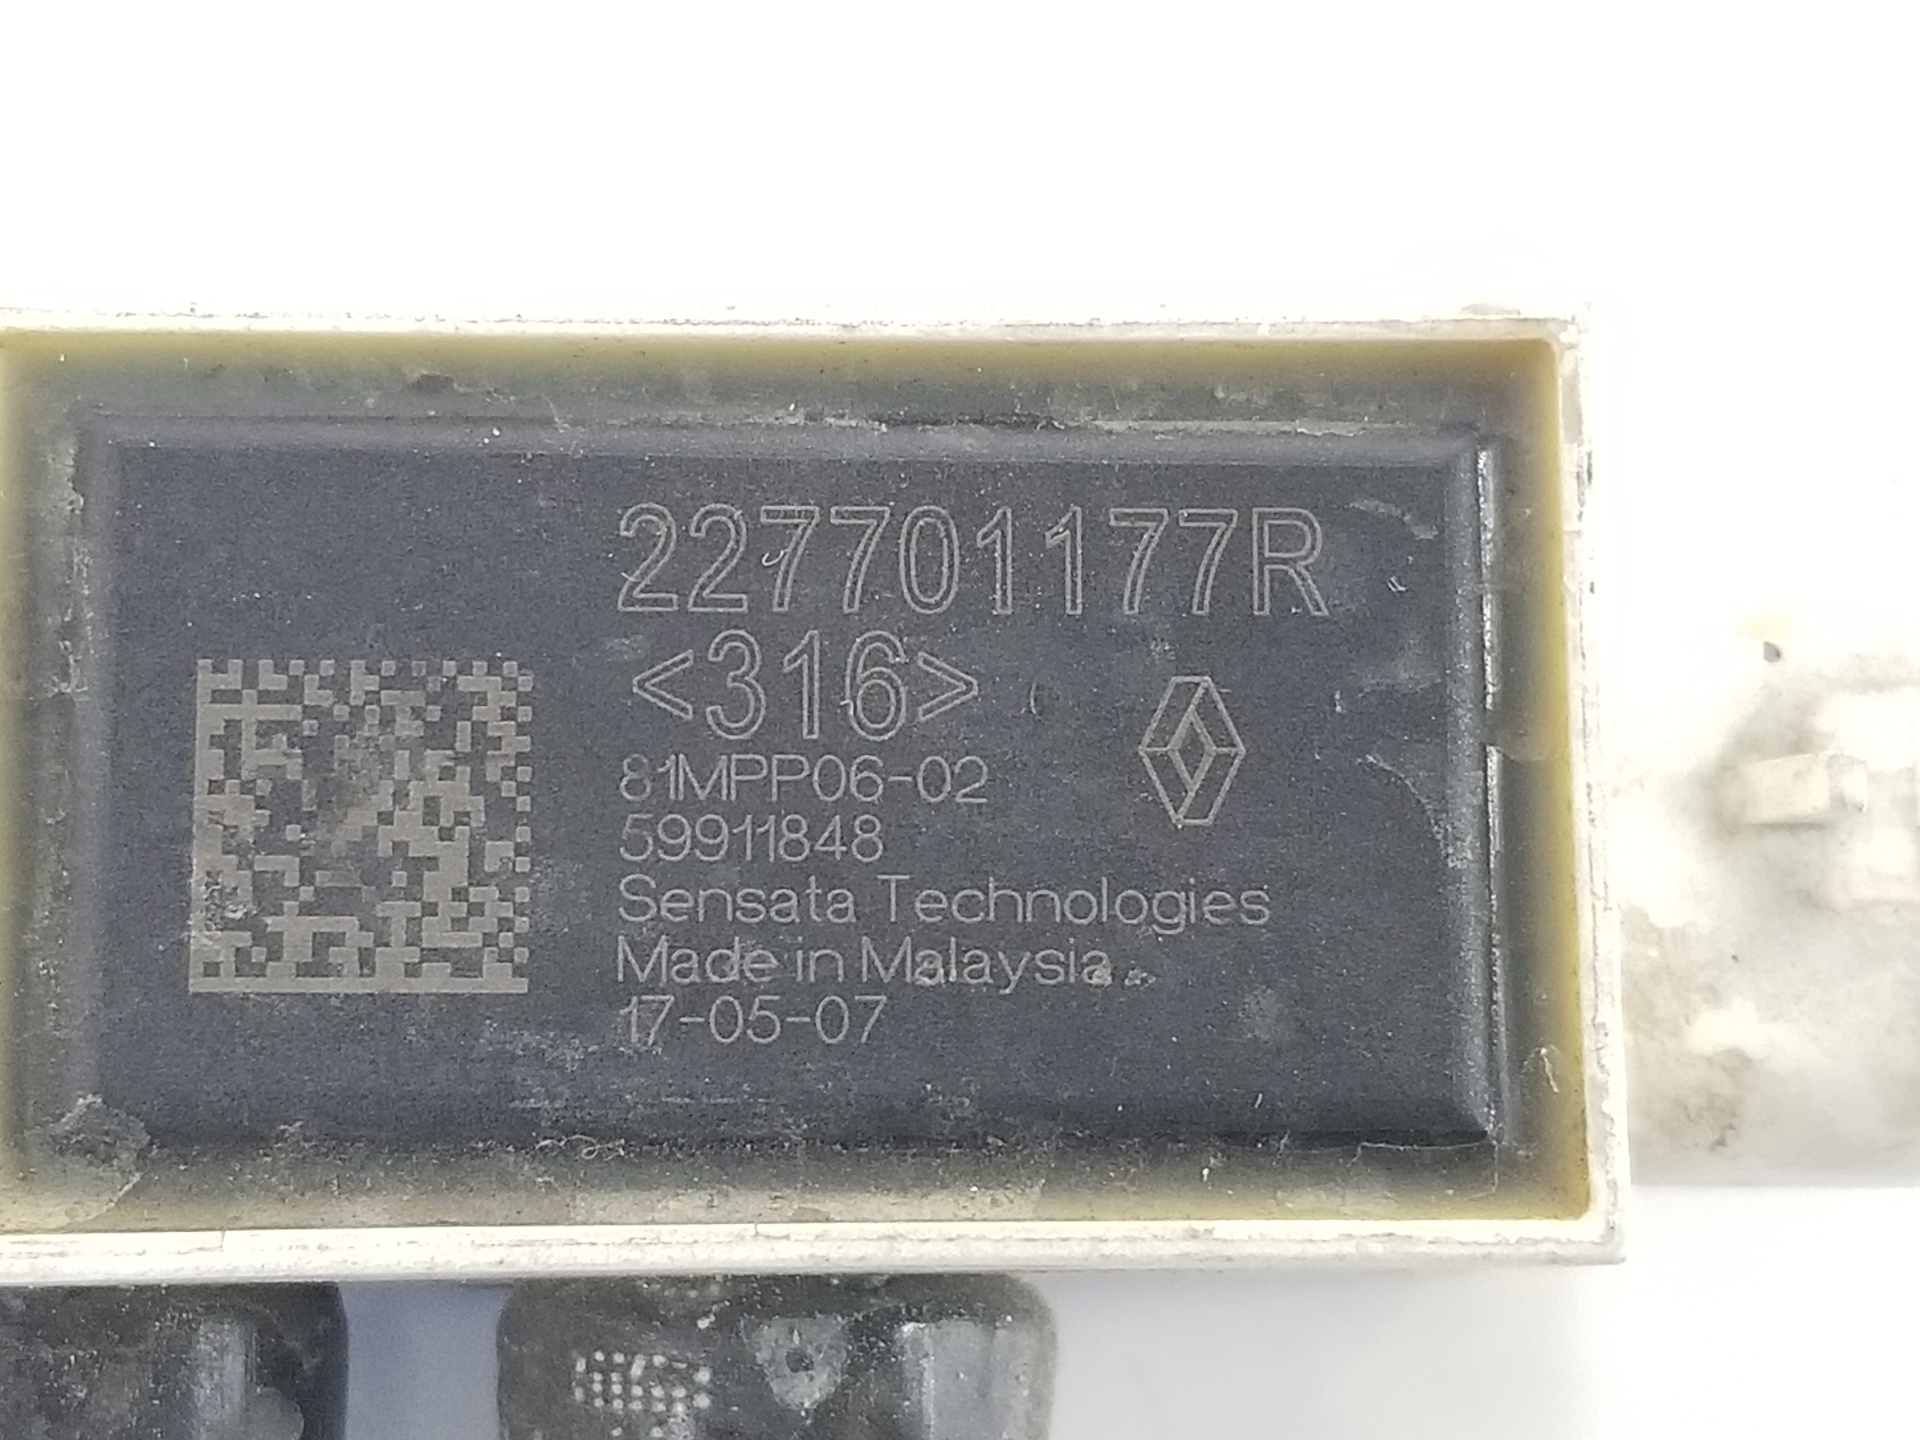 227701177R
<316>
81MPP06-02
59911848
Sensata Technologies
Made in Malaysia
17-05-07